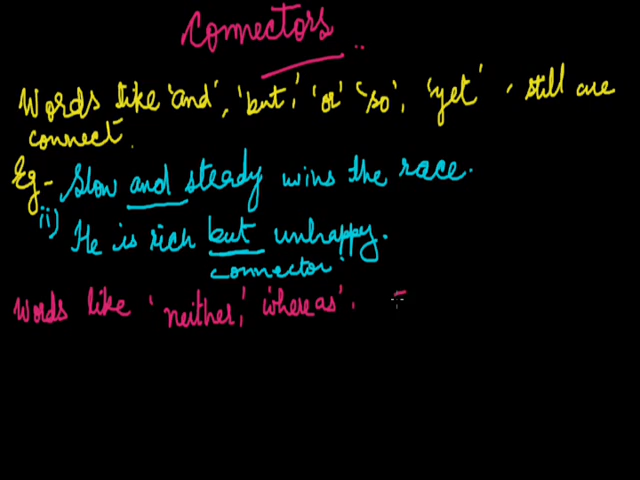 Connectors ..
Words like 'and', 'but', 'or' 'so', 'yet' , still are
connect.
Eg - Slow and steady wins the race.
ii) He is rich but unhappy.
connector
Words like 'neither,' 'whereas'.